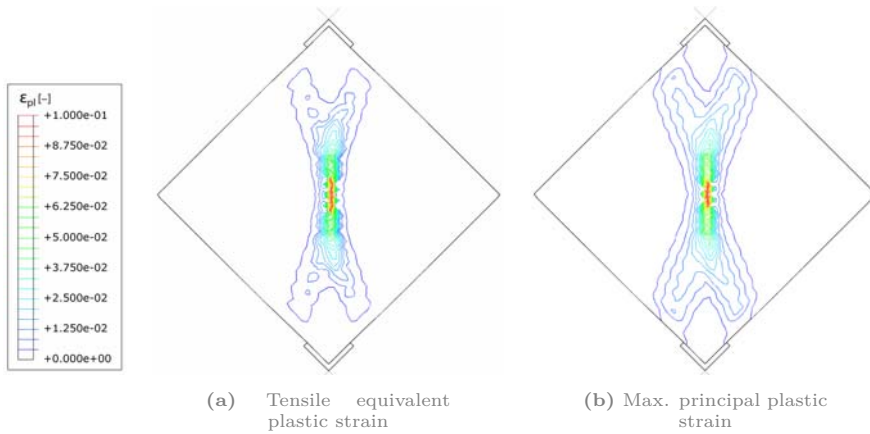 ε_pl [-]
+1.000e-01
+8.750e-02
+7.500e-02
+6.250e-02
+5.000e-02
+3.750e-02
+2.500e-02
+1.250e-02
+0.000e+00
(a) Tensile equivalent
plastic strain
(b) Max. principal plastic
strain